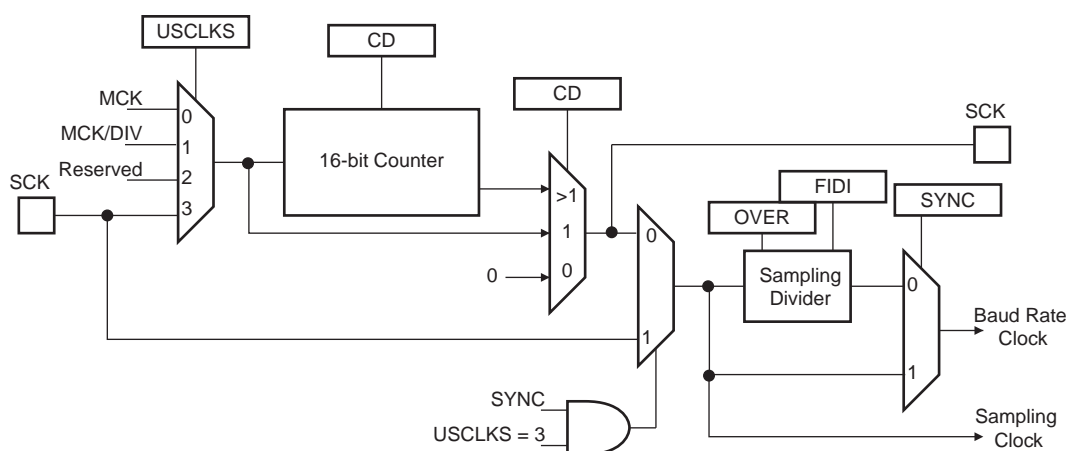 USCLKS
CD
CD
MCK
MCK/DIV
Reserved
SCK
0
1
2
3
16-bit Counter
>1
1
0
0
SCK
FIDI
OVER
SYNC
0
1
Sampling
Divider
0
1
Baud Rate
Clock
SYNC
USCLKS = 3
Sampling
Clock